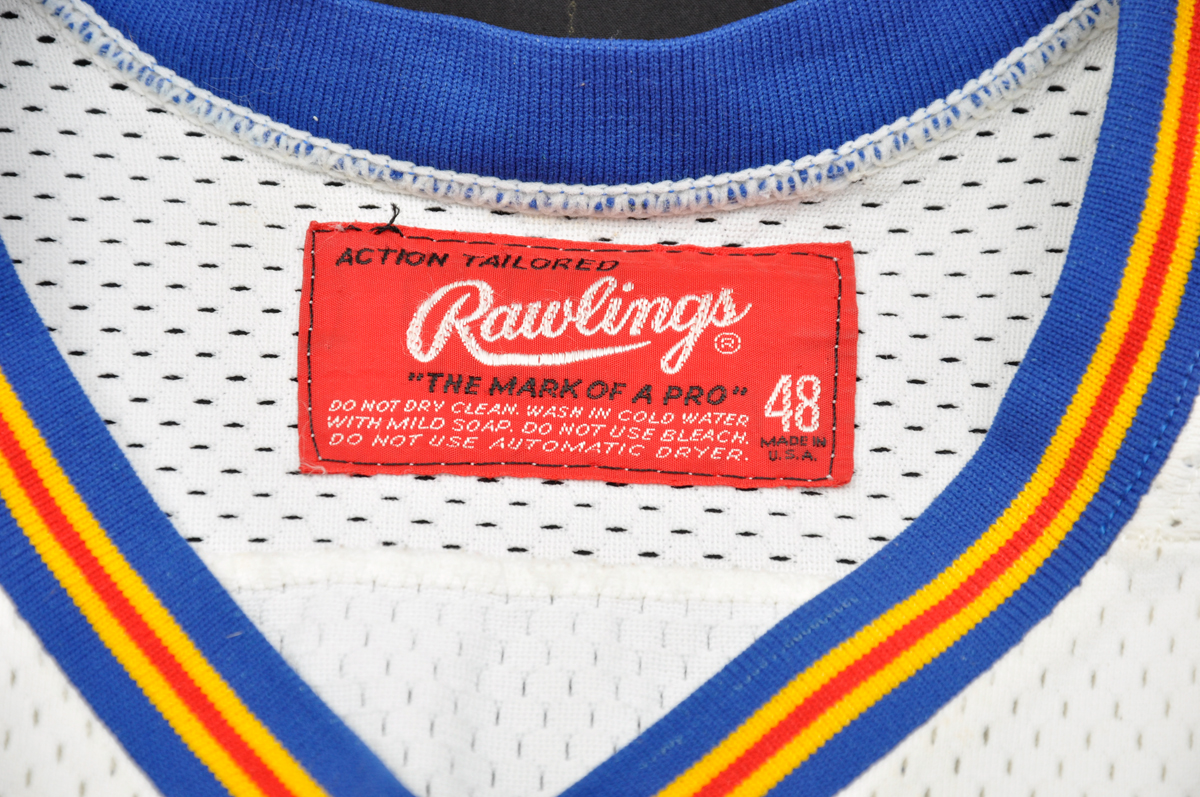 ACTION TAILORED
Rawlings ®
"THE MARK OF A PRO"
DO NOT DRY CLEAN. WASH IN COLD WATER
WITH MILD SOAP. DO NOT USE BLEACH.
DO NOT USE AUTOMATIC DRYER.
48
MADE IN
U.S.A.